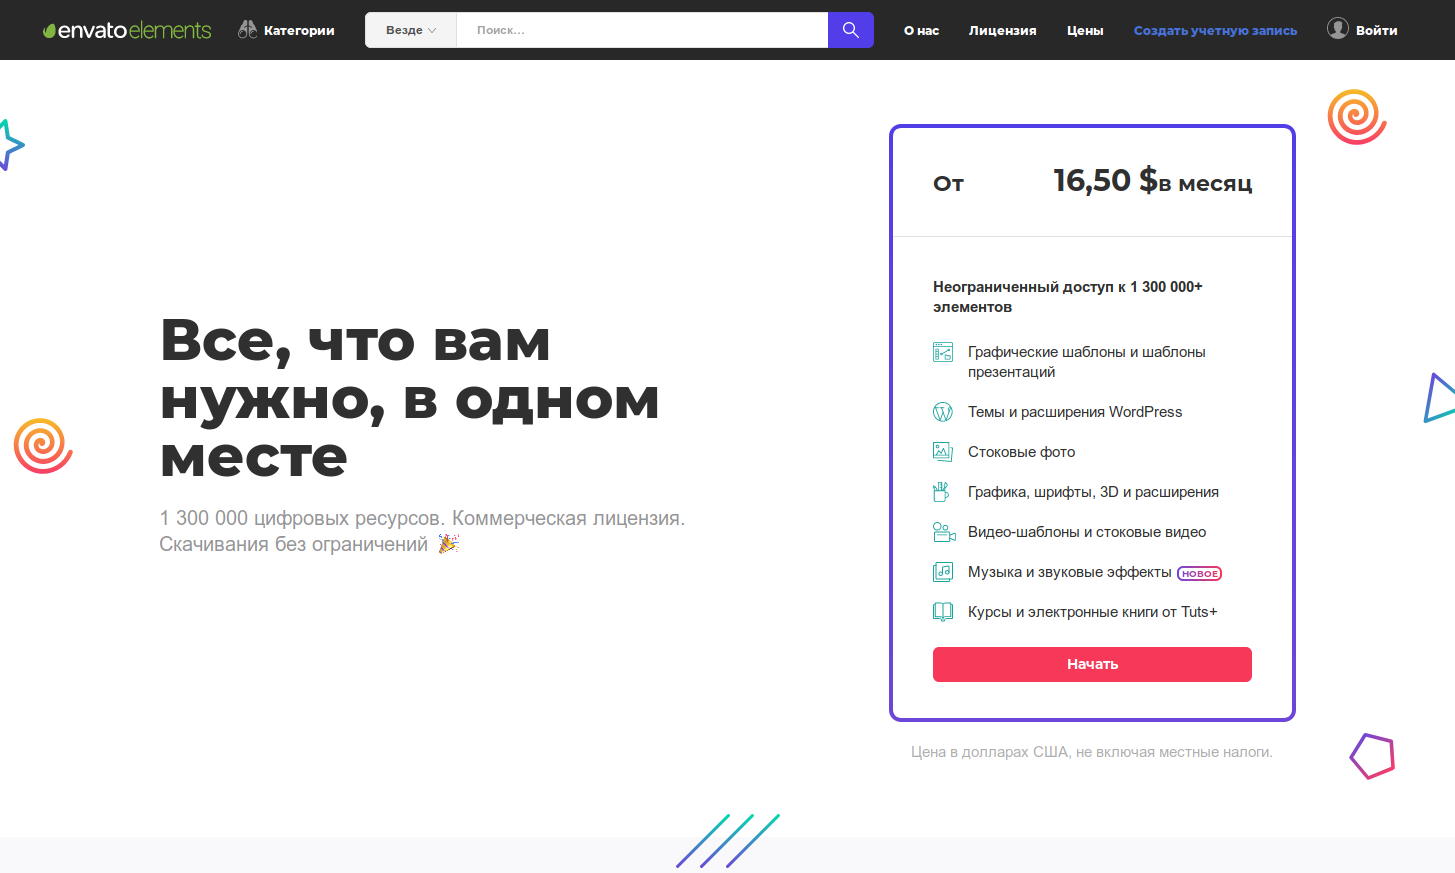 envato elements
Категории
Везде
Поиск...
О нас
Лицензия
Цены
Создать учетную запись
Войти
Все, что вам
нужно, в одном
месте
1 300 000 цифровых ресурсов. Коммерческая лицензия.
Скачивания без ограничений 🎉
От 16,50 $в месяц
Неограниченный доступ к 1 300 000+
элементов
Графические шаблоны и шаблоны
презентаций
Темы и расширения WordPress
Стоковые фото
Графика, шрифты, 3D и расширения
Видео-шаблоны и стоковые видео
Музыка и звуковые эффекты НОВОЕ
Курсы и электронные книги от Tuts+
Начать
Цена в долларах США, не включая местные налоги.